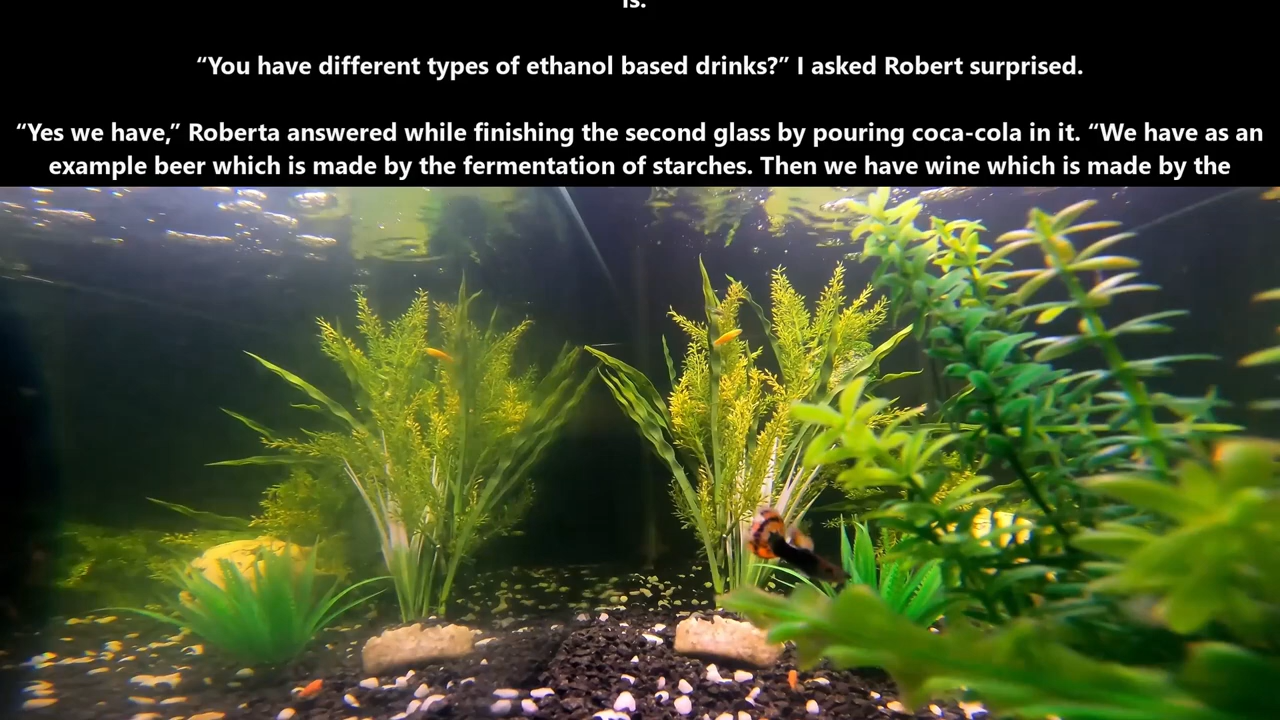 is.
“You have different types of ethanol based drinks?” I asked Robert surprised.
“Yes we have,” Roberta answered while finishing the second glass by pouring coca-cola in it. “We have as an
example beer which is made by the fermentation of starches. Then we have wine which is made by the